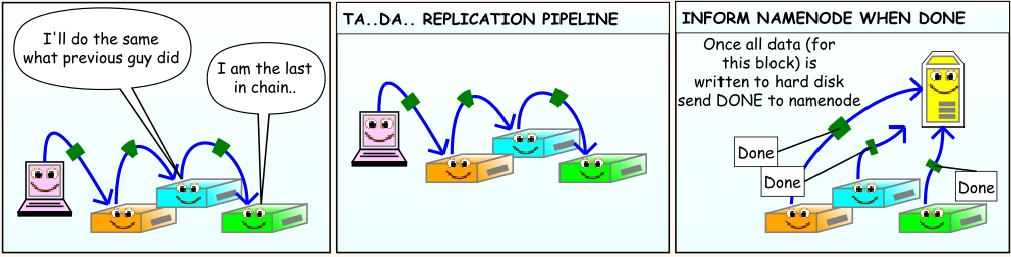 I'll do the same
what previous guy did
I am the last
in chain..
TA..DA.. REPLICATION PIPELINE
INFORM NAMENODE WHEN DONE
Once all data (for
this block) is
written to hard disk
send DONE to namenode
Done
Done
Done